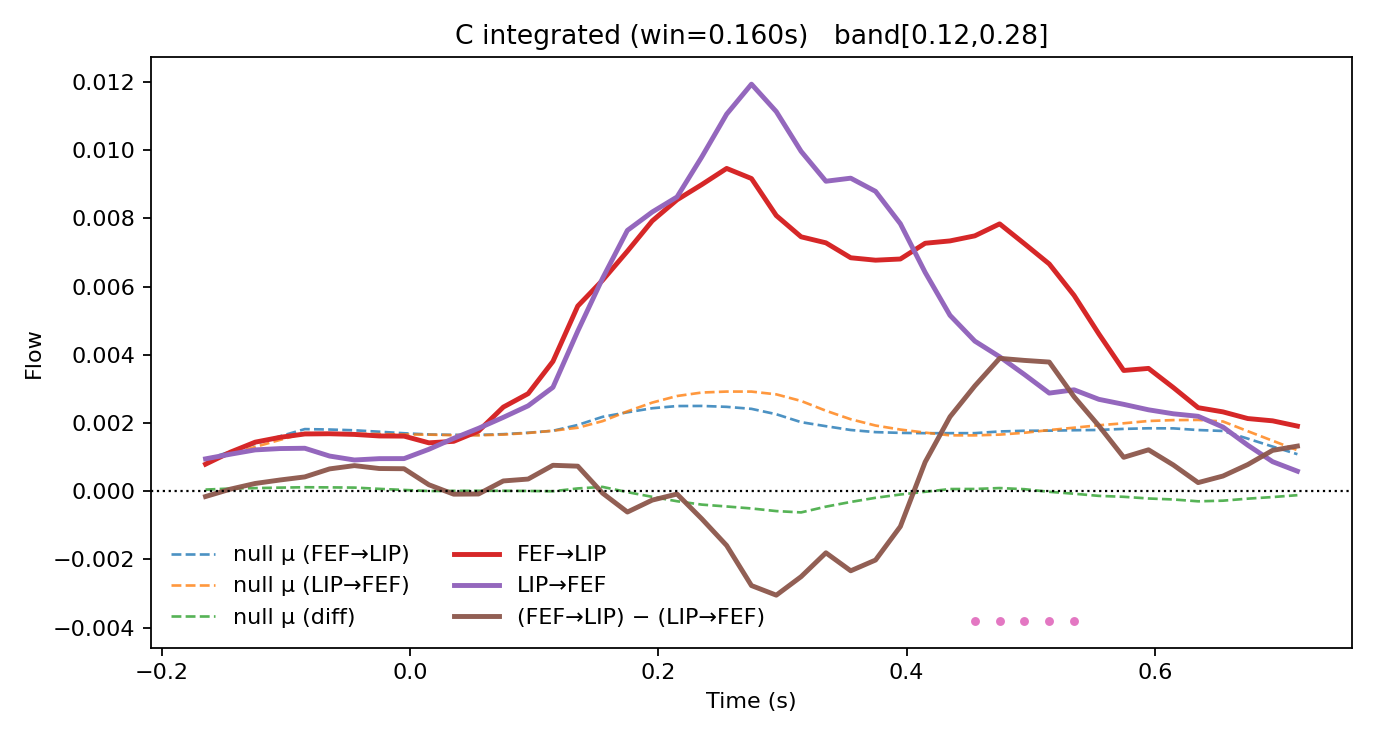 C integrated (win=0.160s)   band[0.12,0.28]
0.012
0.010
0.008
0.006
0.004
0.002
0.000
−0.002
−0.004
Flow
null μ (FEF→LIP)
null μ (LIP→FEF)
null μ (diff)
FEF→LIP
LIP→FEF
(FEF→LIP) − (LIP→FEF)
−0.2 0.0 0.2 0.4 0.6
Time (s)